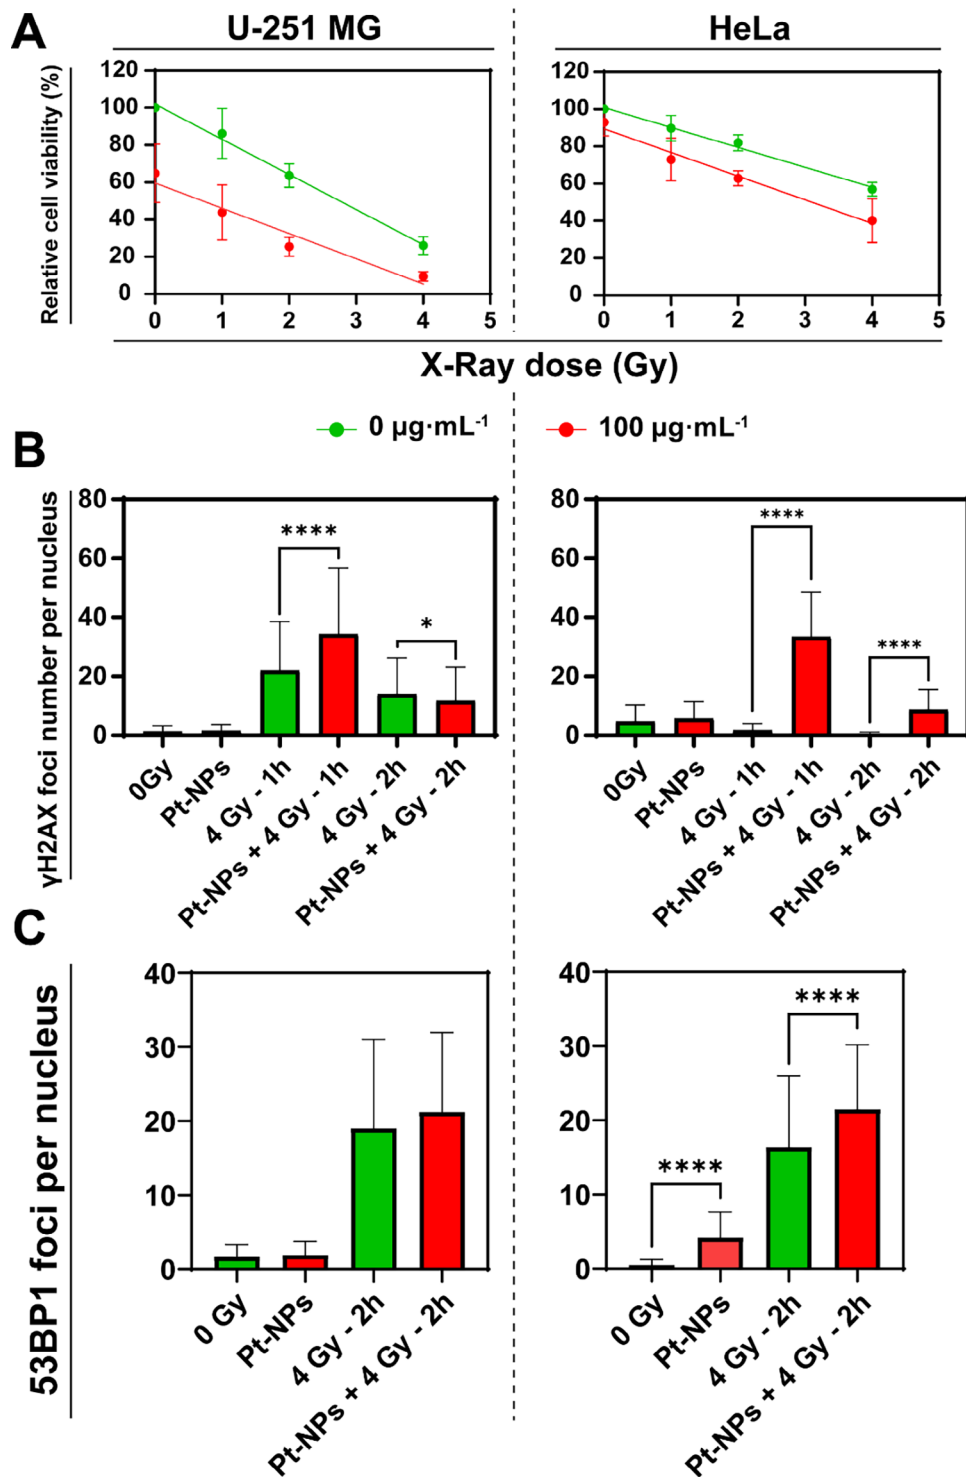 A
U-251 MG
HeLa
Relative cell viability (%)
120
100
80
60
40
20
0
0 1 2 3 4 5
120
100
80
60
40
20
0
0 1 2 3 4 5
X-Ray dose (Gy)
0 µg·mL⁻¹
100 µg·mL⁻¹
B
γH2AX foci number per nucleus
80
60
40
20
0
****
*
0Gy
Pt-NPs
4 Gy - 1h
Pt-NPs + 4 Gy - 1h
4 Gy - 2h
Pt-NPs + 4 Gy - 2h
80
60
40
20
0
****
****
0Gy
Pt-NPs
4 Gy - 1h
Pt-NPs + 4 Gy - 1h
4 Gy - 2h
Pt-NPs + 4 Gy - 2h
C
53BP1 foci per nucleus
40
30
20
10
0
0 Gy
Pt-NPs
4 Gy - 2h
Pt-NPs + 4 Gy - 2h
40
30
20
10
0
****
****
0 Gy
Pt-NPs
4 Gy - 2h
Pt-NPs + 4 Gy - 2h